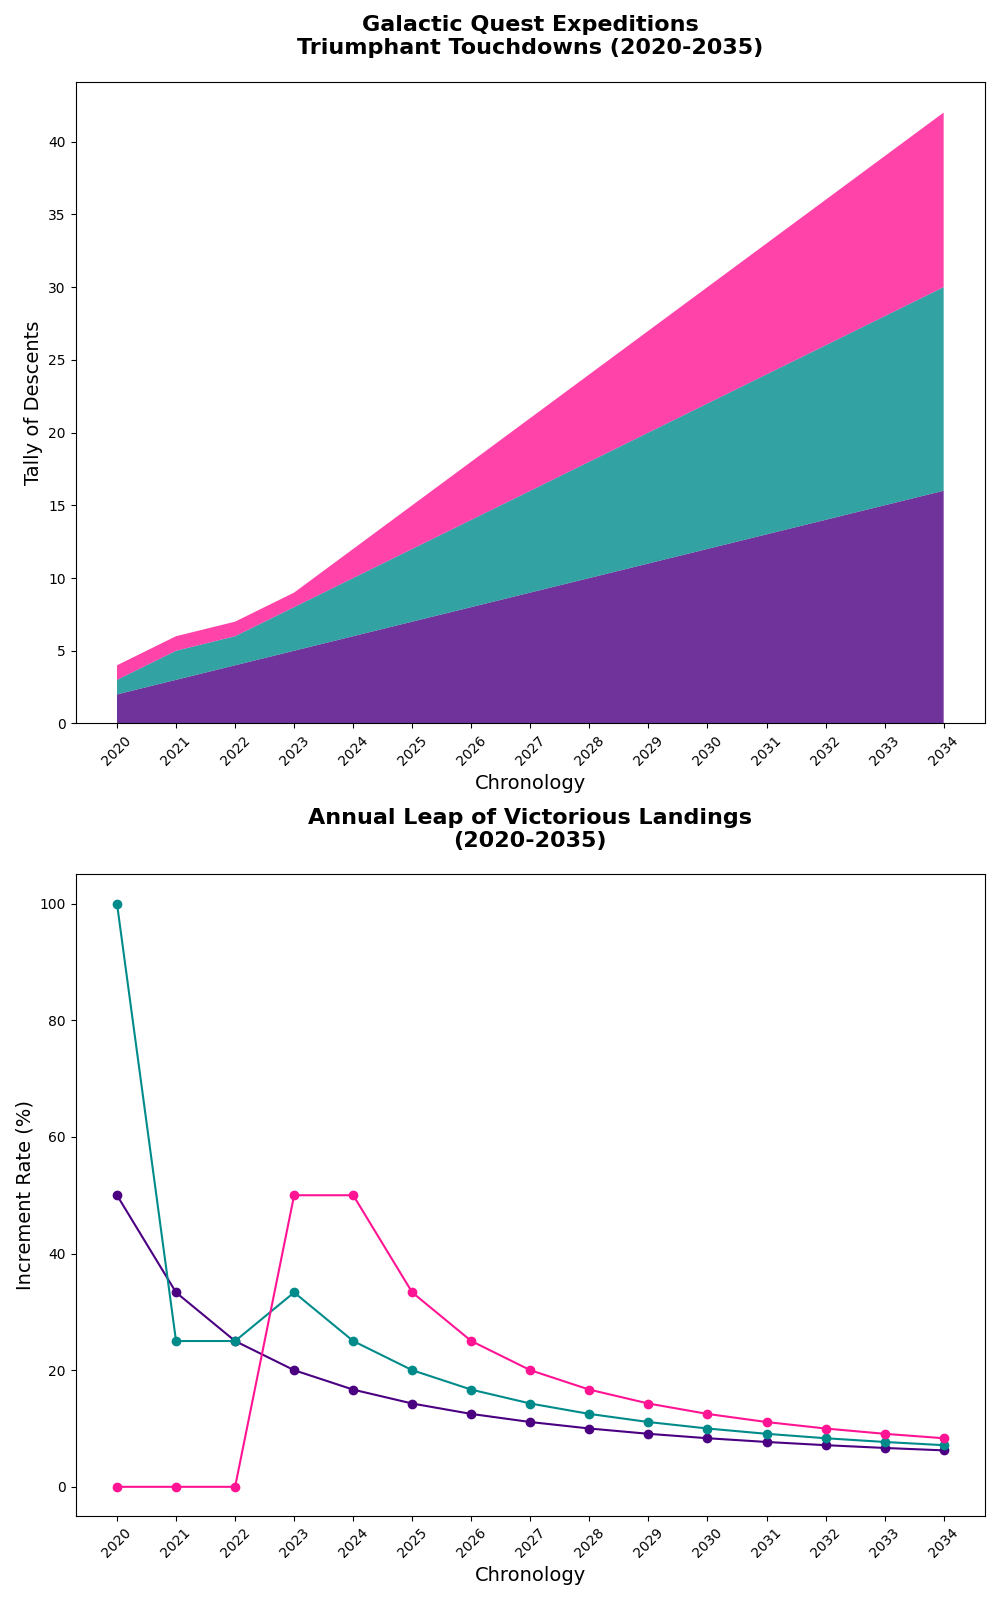 Galactic Quest Expeditions
Triumphant Touchdowns (2020-2035)
40
35
30
25
20
15
10
5
0
Tally of Descents
2020 2021 2022 2023 2024 2025 2026 2027 2028 2029 2030 2031 2032 2033 2034
Chronology
Annual Leap of Victorious Landings
(2020-2035)
100
80
60
40
20
0
Increment Rate (%)
2020 2021 2022 2023 2024 2025 2026 2027 2028 2029 2030 2031 2032 2033 2034
Chronology